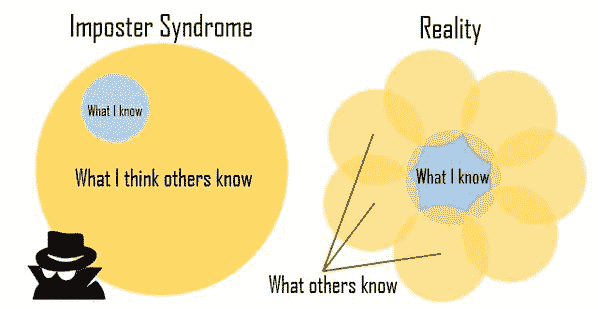 Imposter Syndrome
What I know
What I think others know
Reality
What I know
What others know